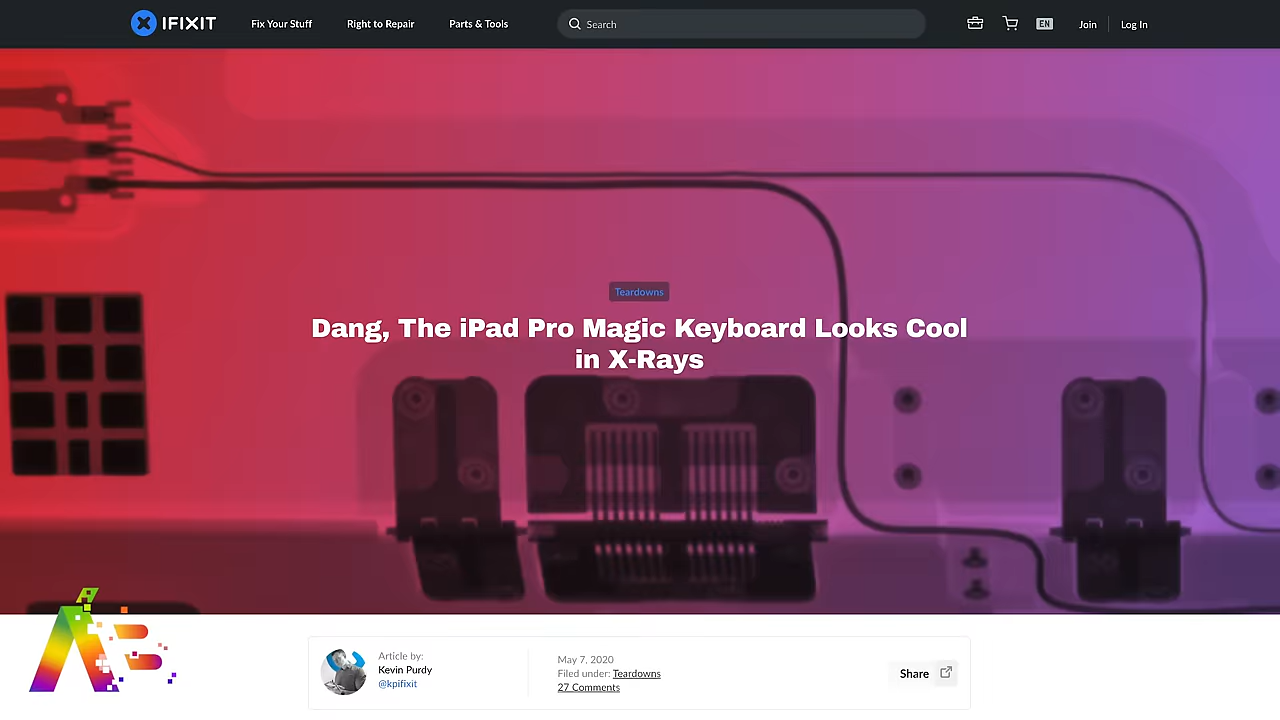 IFIXIT
Fix Your Stuff
Right to Repair
Parts & Tools
Search
EN
Join
Log In
Teardowns
Dang, The iPad Pro Magic Keyboard Looks Cool
in X-Rays
Article by:
Kevin Purdy
@kpifixit
May 7, 2020
Filed under: Teardowns
27 Comments
Share